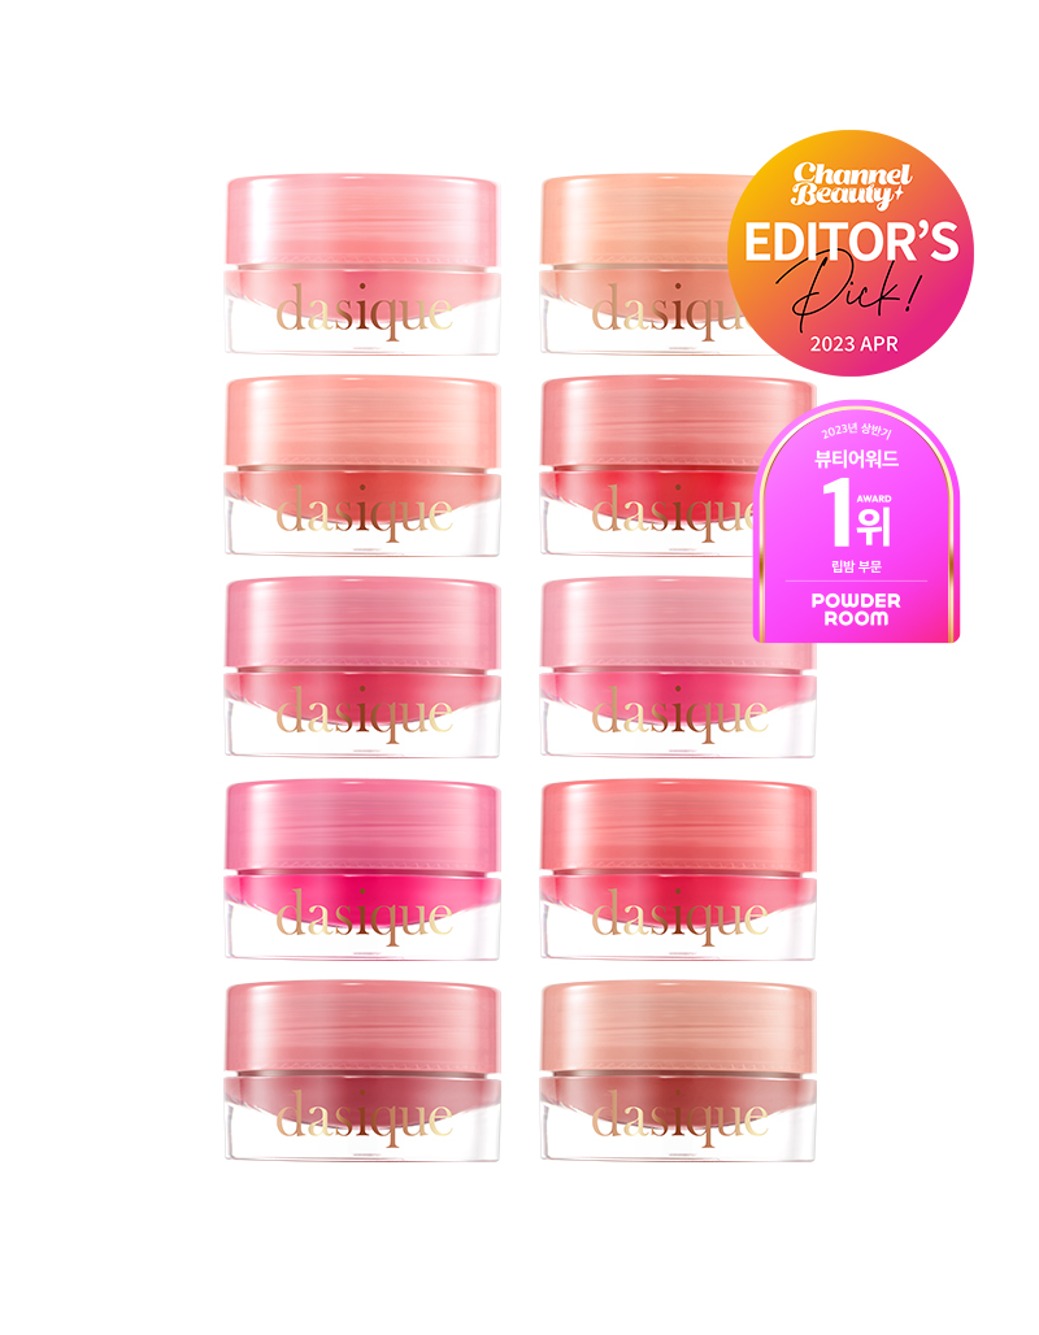 dasique
dasiqu
Channel
Beauty
EDITOR'S
Pick!
2023 APR
dasique
dasique
2023년 상반기
뷰티어워드
1위
AWARD
립밤 부문
POWDER
ROOM
dasique
dasique
dasique
dasique
dasique
dasique